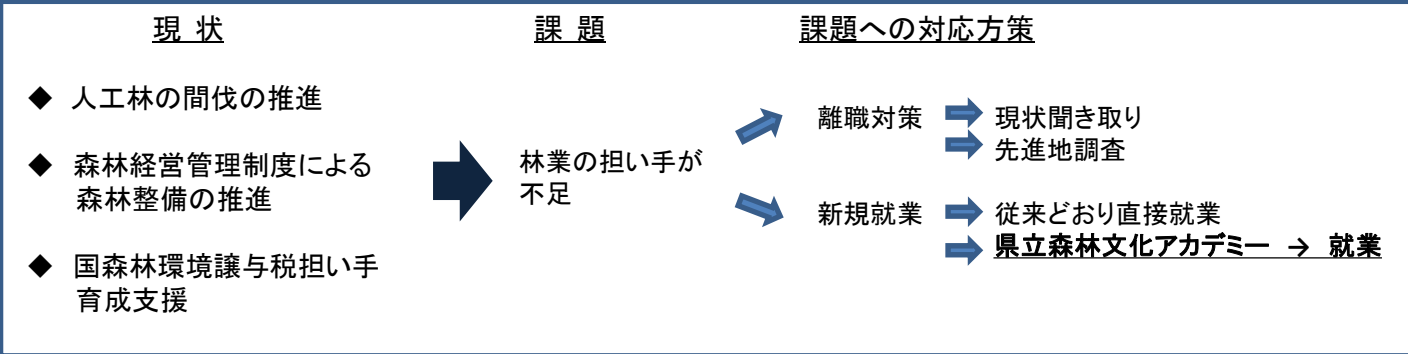 現 状
◆ 人工林の間伐の推進
◆ 森林経営管理制度による
森林整備の推進
◆ 国森林環境譲与税担い手
育成支援
課 題
林業の担い手が
不足
課題への対応方策
離職対策
現状聞き取り
先進地調査
新規就業
従来どおり直接就業
県立森林文化アカデミー → 就業